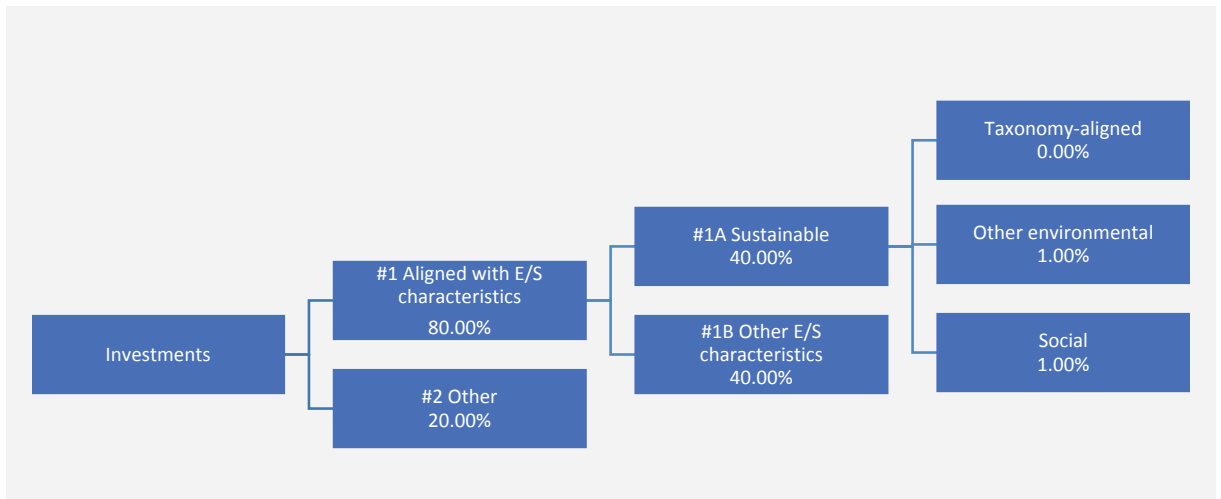 Investments
#1 Aligned with E/S
characteristics
80.00%
#2 Other
20.00%
#1A Sustainable
40.00%
#1B Other E/S
characteristics
40.00%
Taxonomy-aligned
0.00%
Other environmental
1.00%
Social
1.00%